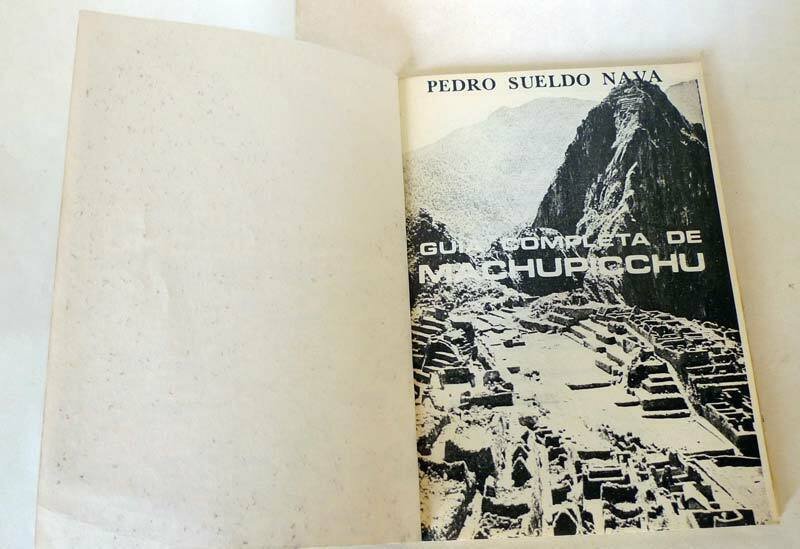 PEDRO SUELDO NAVA
GUIA COMPLETA DE
MACHUPICCHU